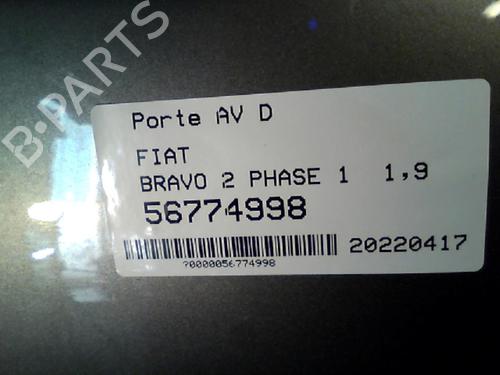 B-PARTS
Porte AV D
FIAT
BRAVO 2 PHASE 1 1,9
56774998
20220417
?0000056774998